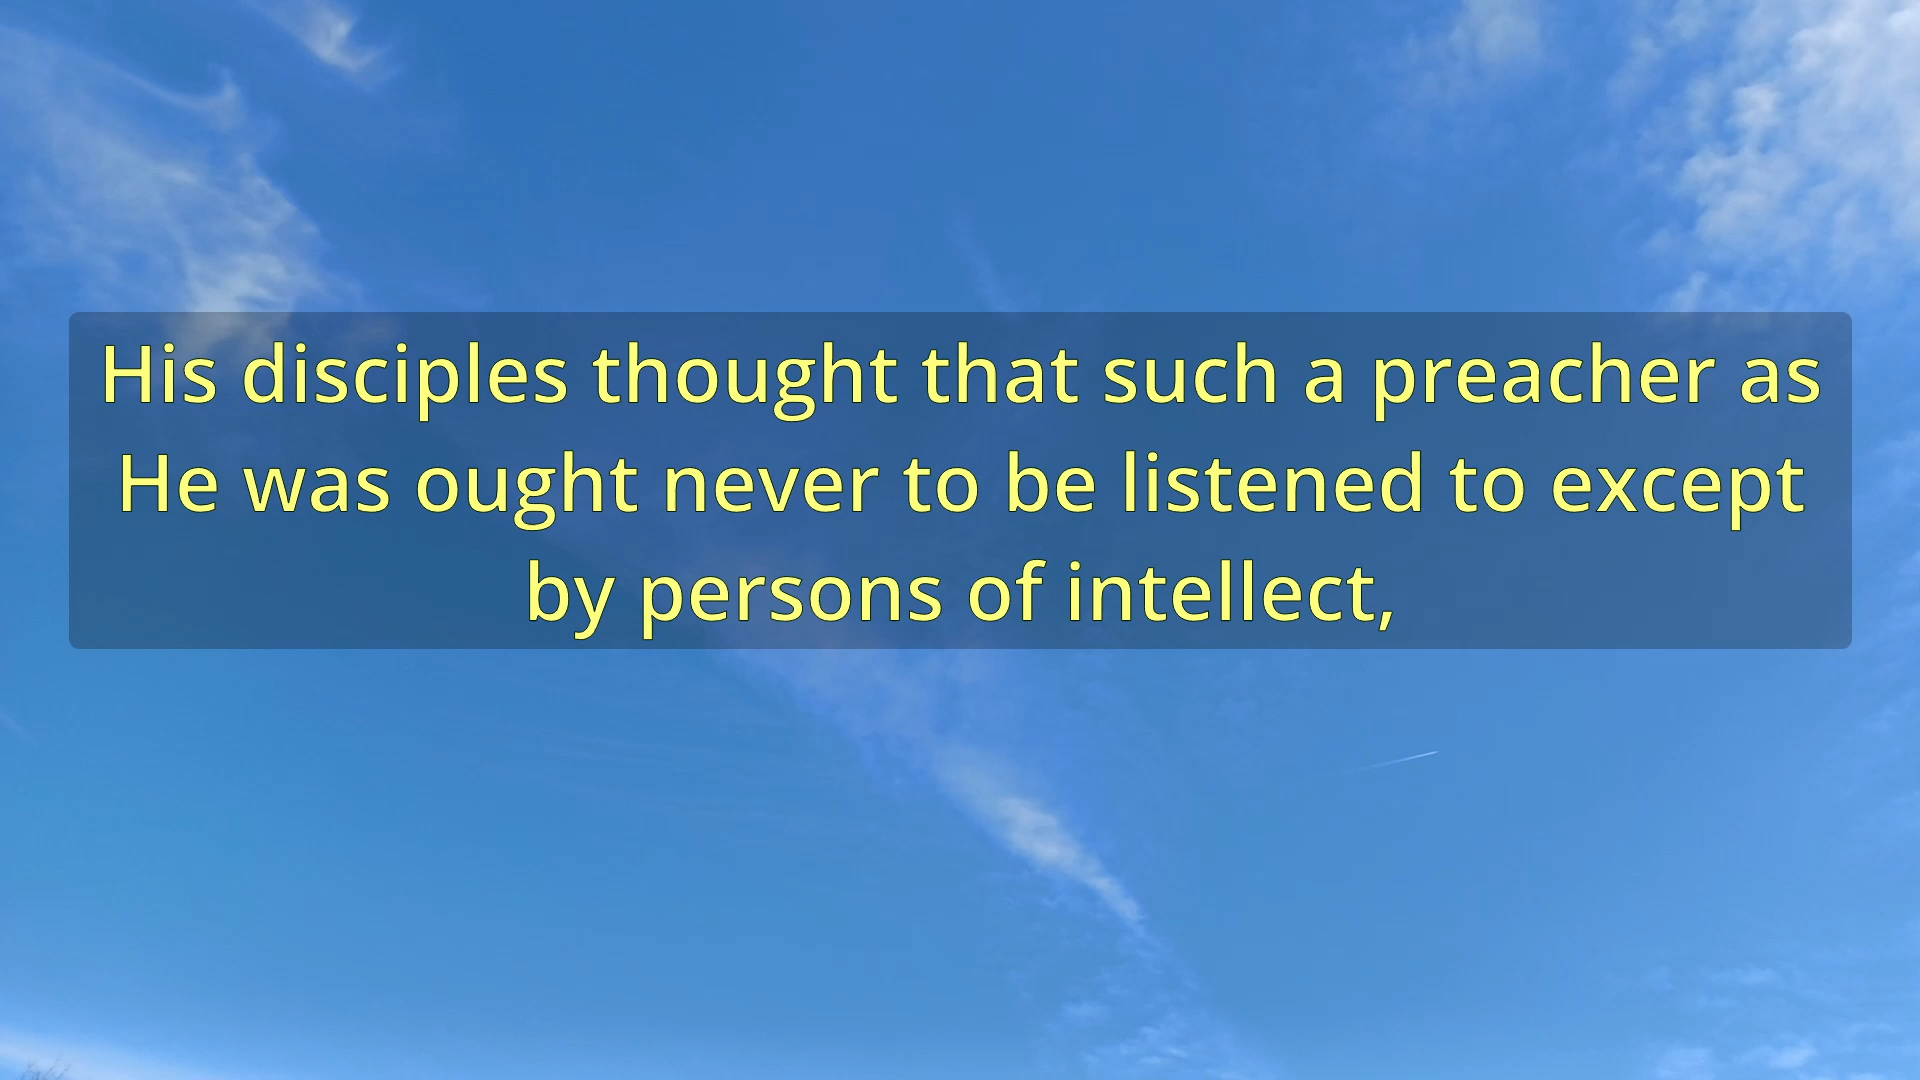 His disciples thought that such a preacher as
He was ought never to be listened to except
by persons of intellect,